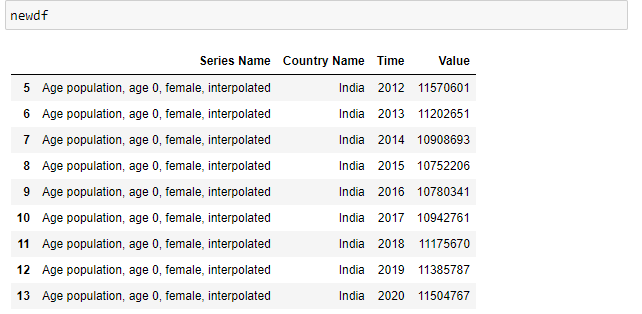 newdf
Series Name Country Name Time Value
5 Age population, age 0, female, interpolated India 2012 11570601
6 Age population, age 0, female, interpolated India 2013 11202651
7 Age population, age 0, female, interpolated India 2014 10908693
8 Age population, age 0, female, interpolated India 2015 10752206
9 Age population, age 0, female, interpolated India 2016 10780341
10 Age population, age 0, female, interpolated India 2017 10942761
11 Age population, age 0, female, interpolated India 2018 11175670
12 Age population, age 0, female, interpolated India 2019 11385787
13 Age population, age 0, female, interpolated India 2020 11504767